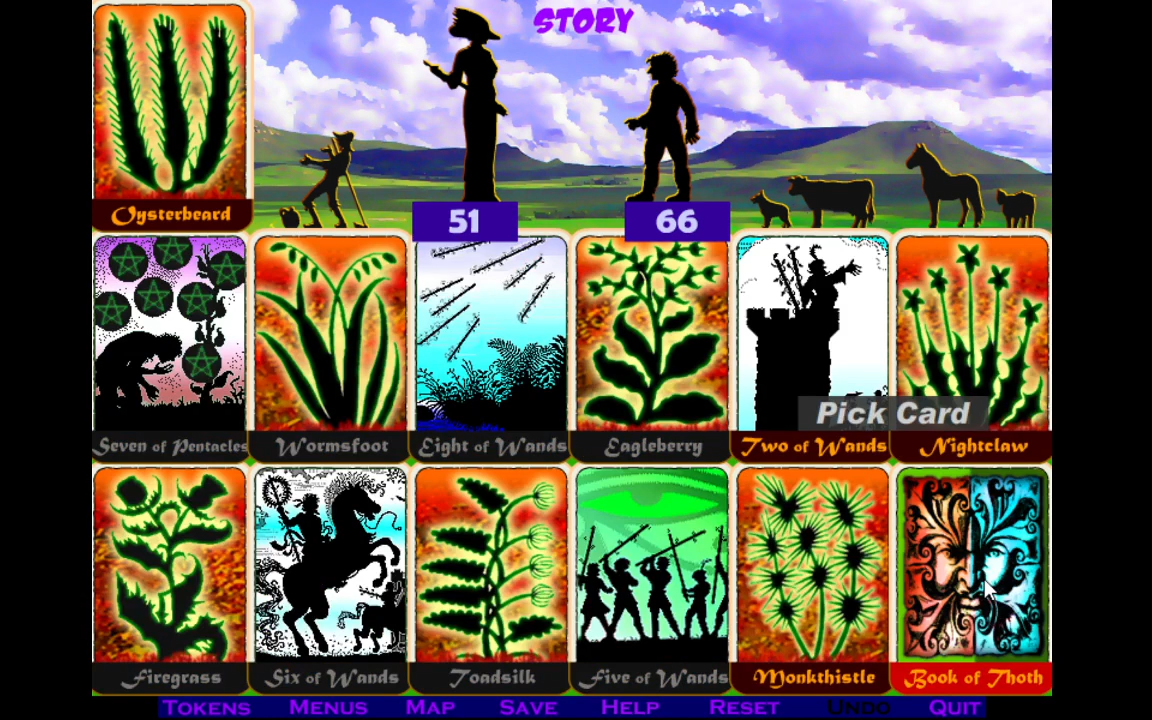 STORY
Oysterbeard
51
66
Pick Card
Seven of Pentacles
Wormsfoot
Eight of Wands
Eagleberry
Two of Wands
Nightclaw
Firegrass
Six of Wands
Toadsilk
Five of Wands
Monkthistle
Book of Thoth
TOKENS MENUS MAP SAVE HELP RESET UNDO QUIT